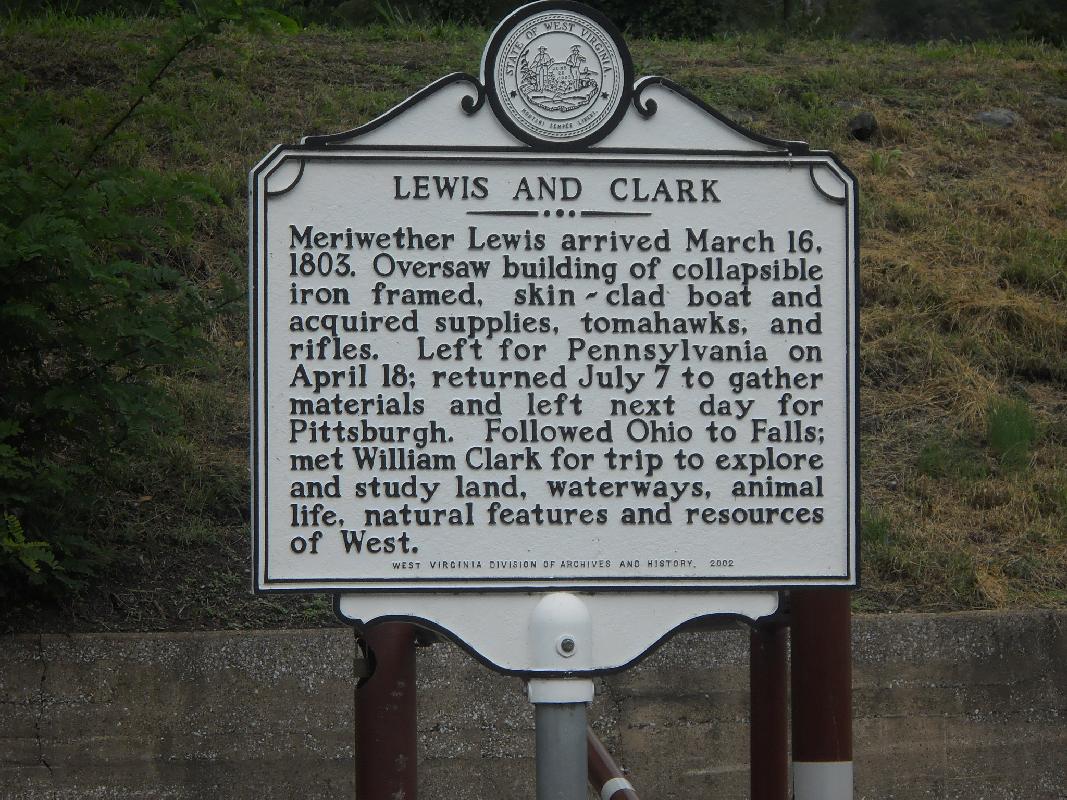 STATE OF WEST VIRGINIA
MONTANI SEMPER LIBERI
LEWIS AND CLARK
Meriwether Lewis arrived March 16,
1803. Oversaw building of collapsible
iron framed, skin-clad boat and
acquired supplies, tomahawks, and
rifles. Left for Pennsylvania on
April 18; returned July 7 to gather
materials and left next day for
Pittsburgh. Followed Ohio to Falls;
met William Clark for trip to explore
and study land, waterways, animal
life, natural features and resources
of West.
WEST VIRGINIA DIVISION OF ARCHIVES AND HISTORY, 2002